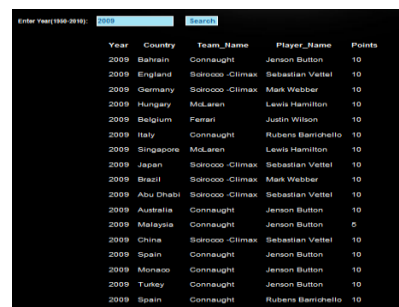 Enter Year(1950-2010): 2009 Search
Year Country Team_Name Player_Name Points
2009 Bahrain Connaught Jenson Button 10
2009 England Soirocco -Climax Sebastian Vettel 10
2009 Germany Soirocco -Climax Mark Webber 10
2009 Hungary McLaren Lewis Hamilton 10
2009 Belgium Ferrari Justin Wilson 10
2009 Italy Connaught Rubens Barrichello 10
2009 Singapore McLaren Lewis Hamilton 10
2009 Japan Soirocco -Climax Sebastian Vettel 10
2009 Brazil Soirocco -Climax Mark Webber 10
2009 Abu Dhabi Soirocco -Climax Sebastian Vettel 10
2009 Australia Connaught Jenson Button 10
2009 Malaysia Connaught Jenson Button 5
2009 China Soirocco -Climax Sebastian Vettel 10
2009 Spain Connaught Jenson Button 10
2009 Monaco Connaught Jenson Button 10
2009 Turkey Connaught Jenson Button 10
2009 Spain Connaught Rubens Barrichello 10